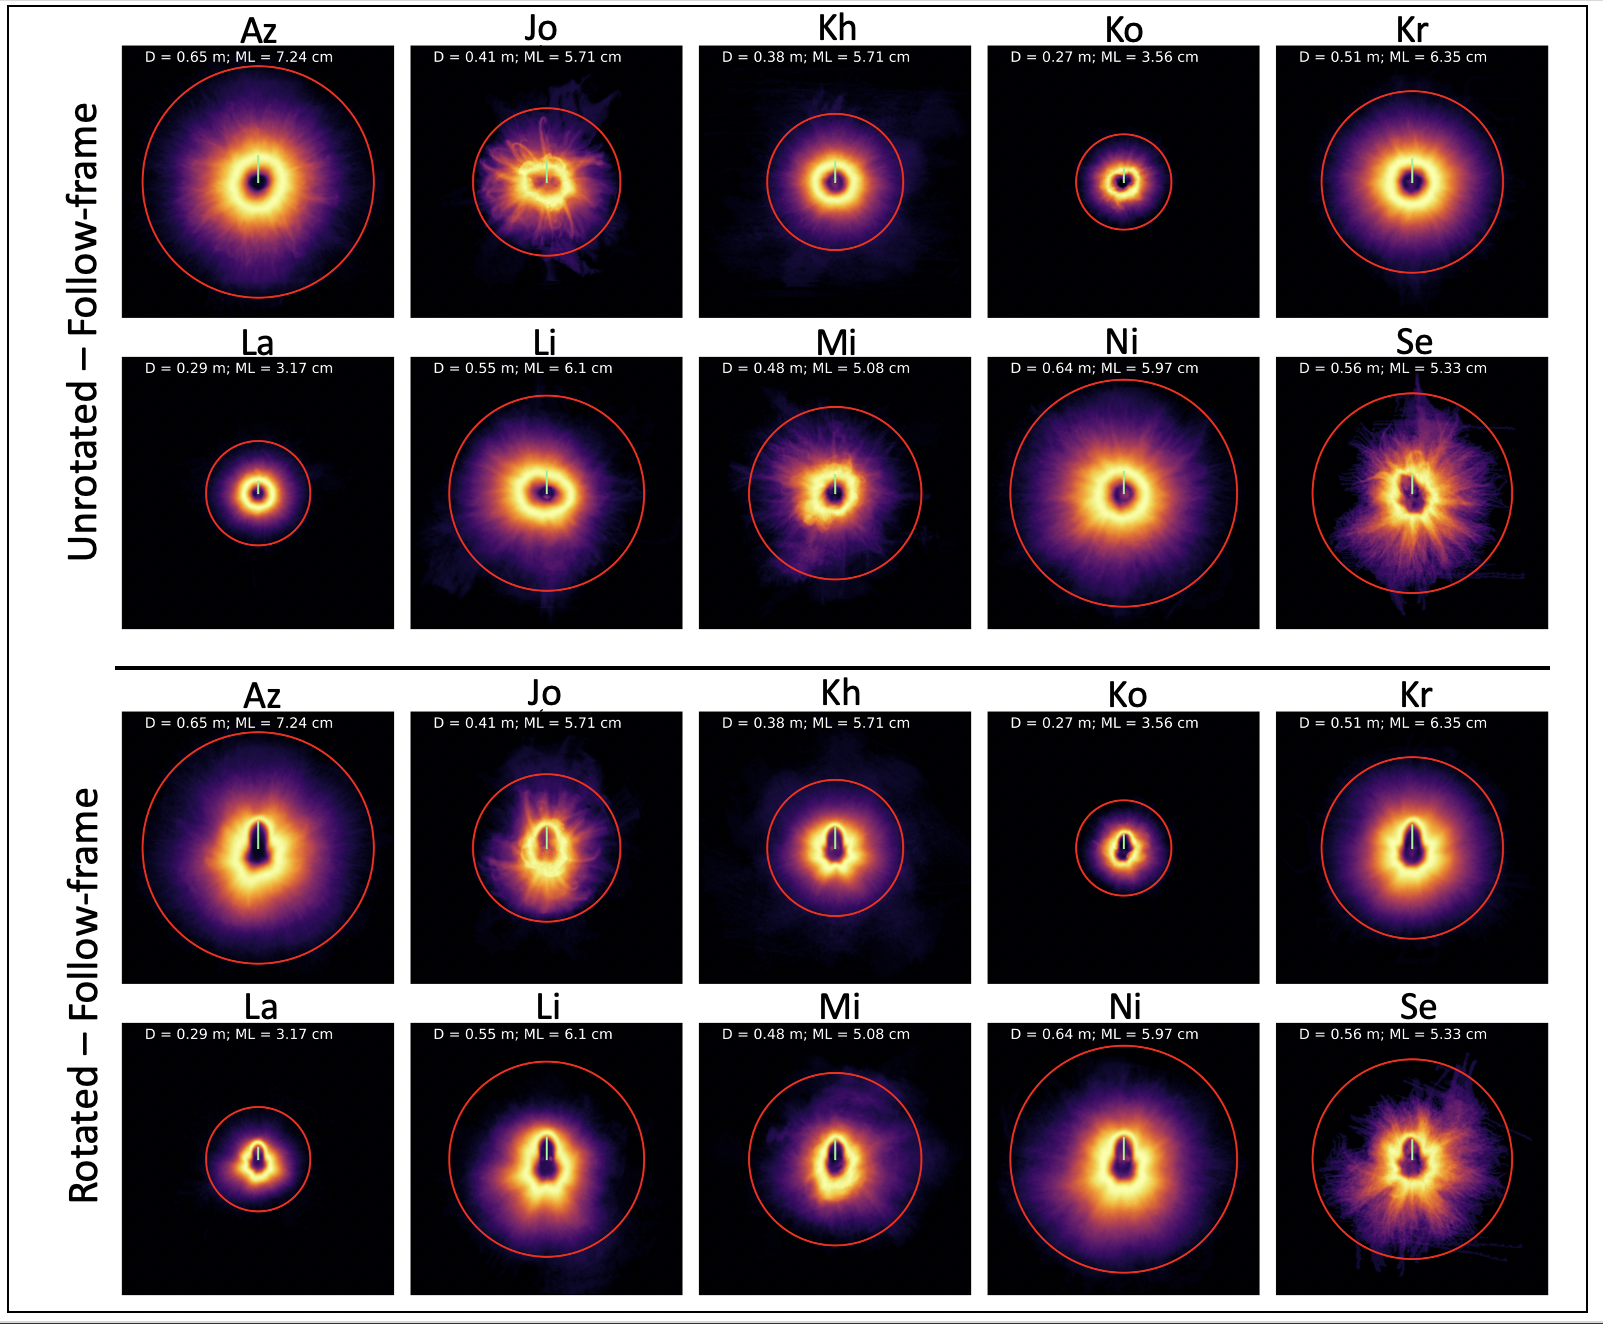 Unrotated – Follow-frame
Az
Jo
Kh
Ko
Kr
D = 0.65 m; ML = 7.24 cm
D = 0.41 m; ML = 5.71 cm
D = 0.38 m; ML = 5.71 cm
D = 0.27 m; ML = 3.56 cm
D = 0.51 m; ML = 6.35 cm
La
Li
Mi
Ni
Se
D = 0.29 m; ML = 3.17 cm
D = 0.55 m; ML = 6.1 cm
D = 0.48 m; ML = 5.08 cm
D = 0.64 m; ML = 5.97 cm
D = 0.56 m; ML = 5.33 cm
Rotated – Follow-frame
Az
Jo
Kh
Ko
Kr
D = 0.65 m; ML = 7.24 cm
D = 0.41 m; ML = 5.71 cm
D = 0.38 m; ML = 5.71 cm
D = 0.27 m; ML = 3.56 cm
D = 0.51 m; ML = 6.35 cm
La
Li
Mi
Ni
Se
D = 0.29 m; ML = 3.17 cm
D = 0.55 m; ML = 6.1 cm
D = 0.48 m; ML = 5.08 cm
D = 0.64 m; ML = 5.97 cm
D = 0.56 m; ML = 5.33 cm